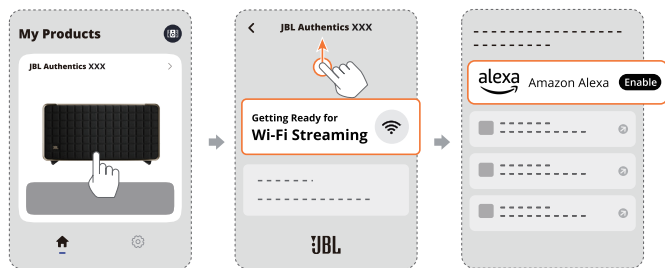 My Products
JBL Authentics XXX
JBL Authentics XXX
Getting Ready for
Wi-Fi Streaming
JBL
alexa
Amazon Alexa
Enable